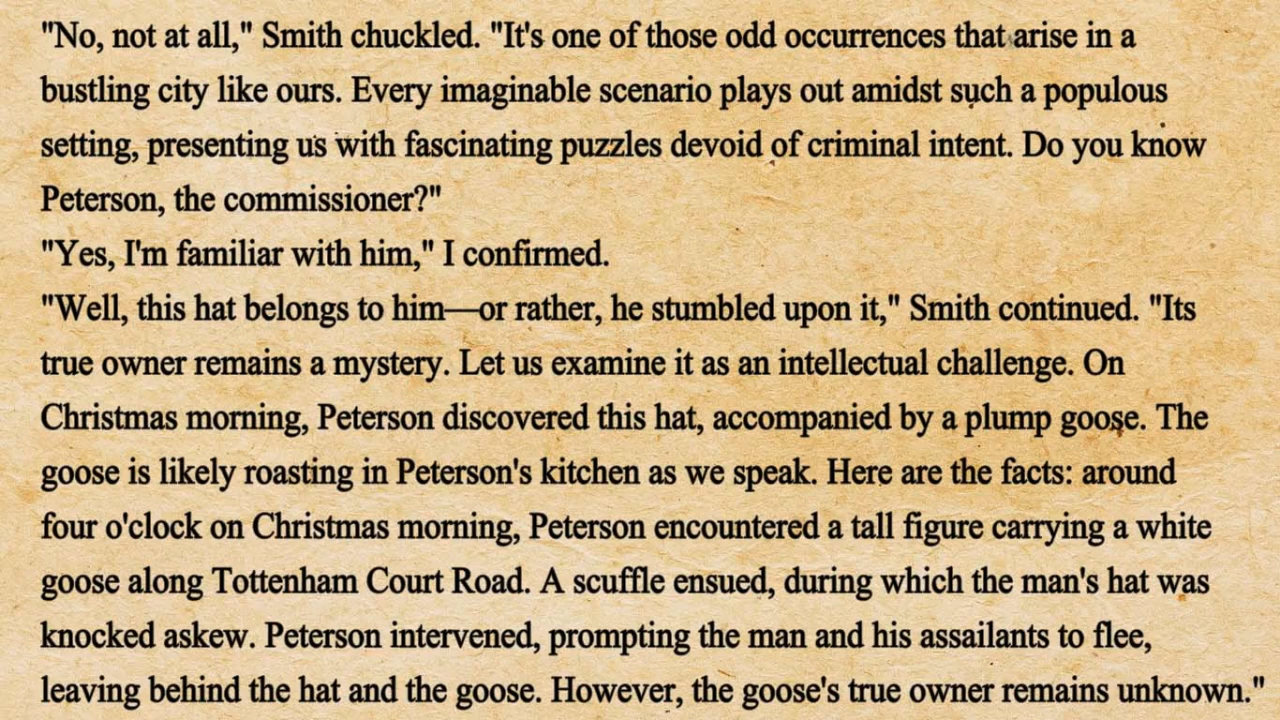 "No, not at all," Smith chuckled. "It's one of those odd occurrences that arise in a
bustling city like ours. Every imaginable scenario plays out amidst such a populous
setting, presenting us with fascinating puzzles devoid of criminal intent. Do you know
Peterson, the commissioner?"
"Yes, I'm familiar with him," I confirmed.
"Well, this hat belongs to him—or rather, he stumbled upon it," Smith continued. "Its
true owner remains a mystery. Let us examine it as an intellectual challenge. On
Christmas morning, Peterson discovered this hat, accompanied by a plump goose. The
goose is likely roasting in Peterson's kitchen as we speak. Here are the facts: around
four o'clock on Christmas morning, Peterson encountered a tall figure carrying a white
goose along Tottenham Court Road. A scuffle ensued, during which the man's hat was
knocked askew. Peterson intervened, prompting the man and his assailants to flee,
leaving behind the hat and the goose. However, the goose's true owner remains unknown."